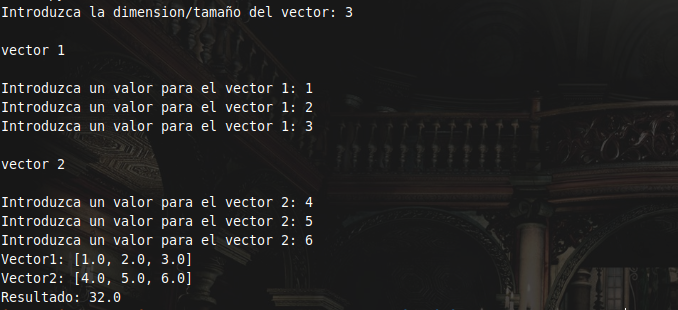 Introduzca la dimension/tamaño del vector: 3
vector 1
Introduzca un valor para el vector 1: 1
Introduzca un valor para el vector 1: 2
Introduzca un valor para el vector 1: 3
vector 2
Introduzca un valor para el vector 2: 4
Introduzca un valor para el vector 2: 5
Introduzca un valor para el vector 2: 6
Vector1: [1.0, 2.0, 3.0]
Vector2: [4.0, 5.0, 6.0]
Resultado: 32.0